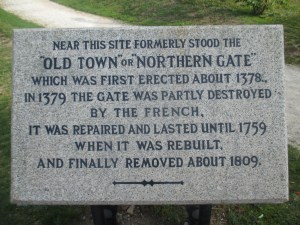 NEAR THIS SITE FORMERLY STOOD THE
"OLD TOWN" OR "NORTHERN GATE"
WHICH WAS FIRST ERECTED ABOUT 1378.,
IN 1379 THE GATE WAS PARTLY DESTROYED
BY THE FRENCH,
IT WAS REPAIRED AND LASTED UNTIL 1759
WHEN IT WAS REBUILT,
AND FINALLY REMOVED ABOUT 1809.